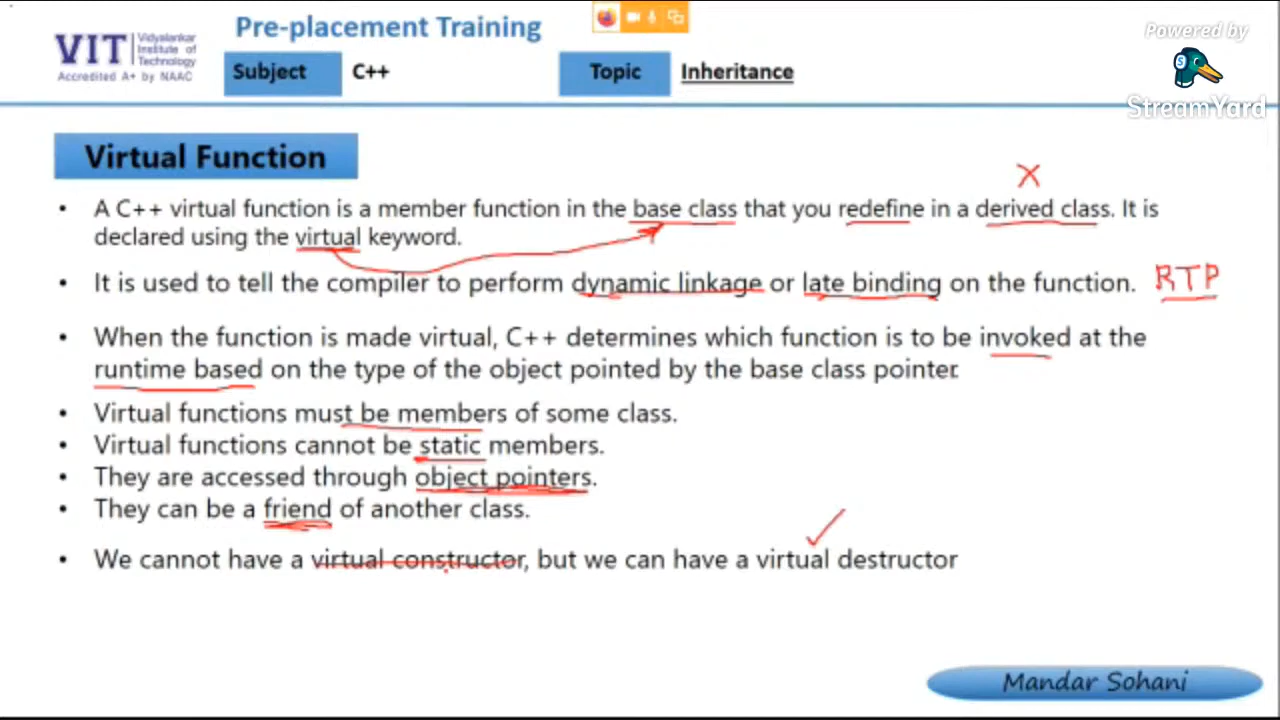 Pre-placement Training
Powered by
VIT
Vidyalankar
Institute of
Technology
Accredited A+ by NAAC
Subject C++ Topic Inheritance
StreamYard
Virtual Function
X
• A C++ virtual function is a member function in the base class that you redefine in a derived class. It is
declared using the virtual keyword.
• It is used to tell the compiler to perform dynamic linkage or late binding on the function. RTP
• When the function is made virtual, C++ determines which function is to be invoked at the
runtime based on the type of the object pointed by the base class pointer.
• Virtual functions must be members of some class.
• Virtual functions cannot be static members.
• They are accessed through object pointers.
• They can be a friend of another class.
• We cannot have a virtual constructor, but we can have a virtual destructor
Mandar Sohani